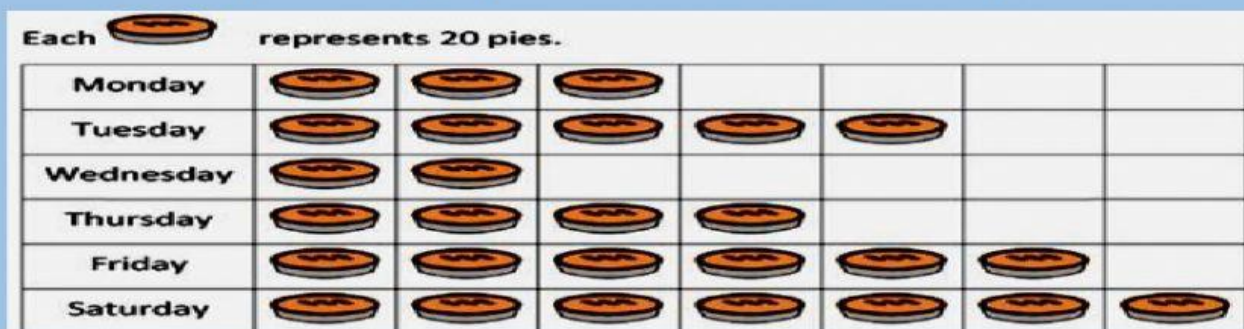 Each represents 20 pies.
Monday
Tuesday
Wednesday
Thursday
Friday
Saturday